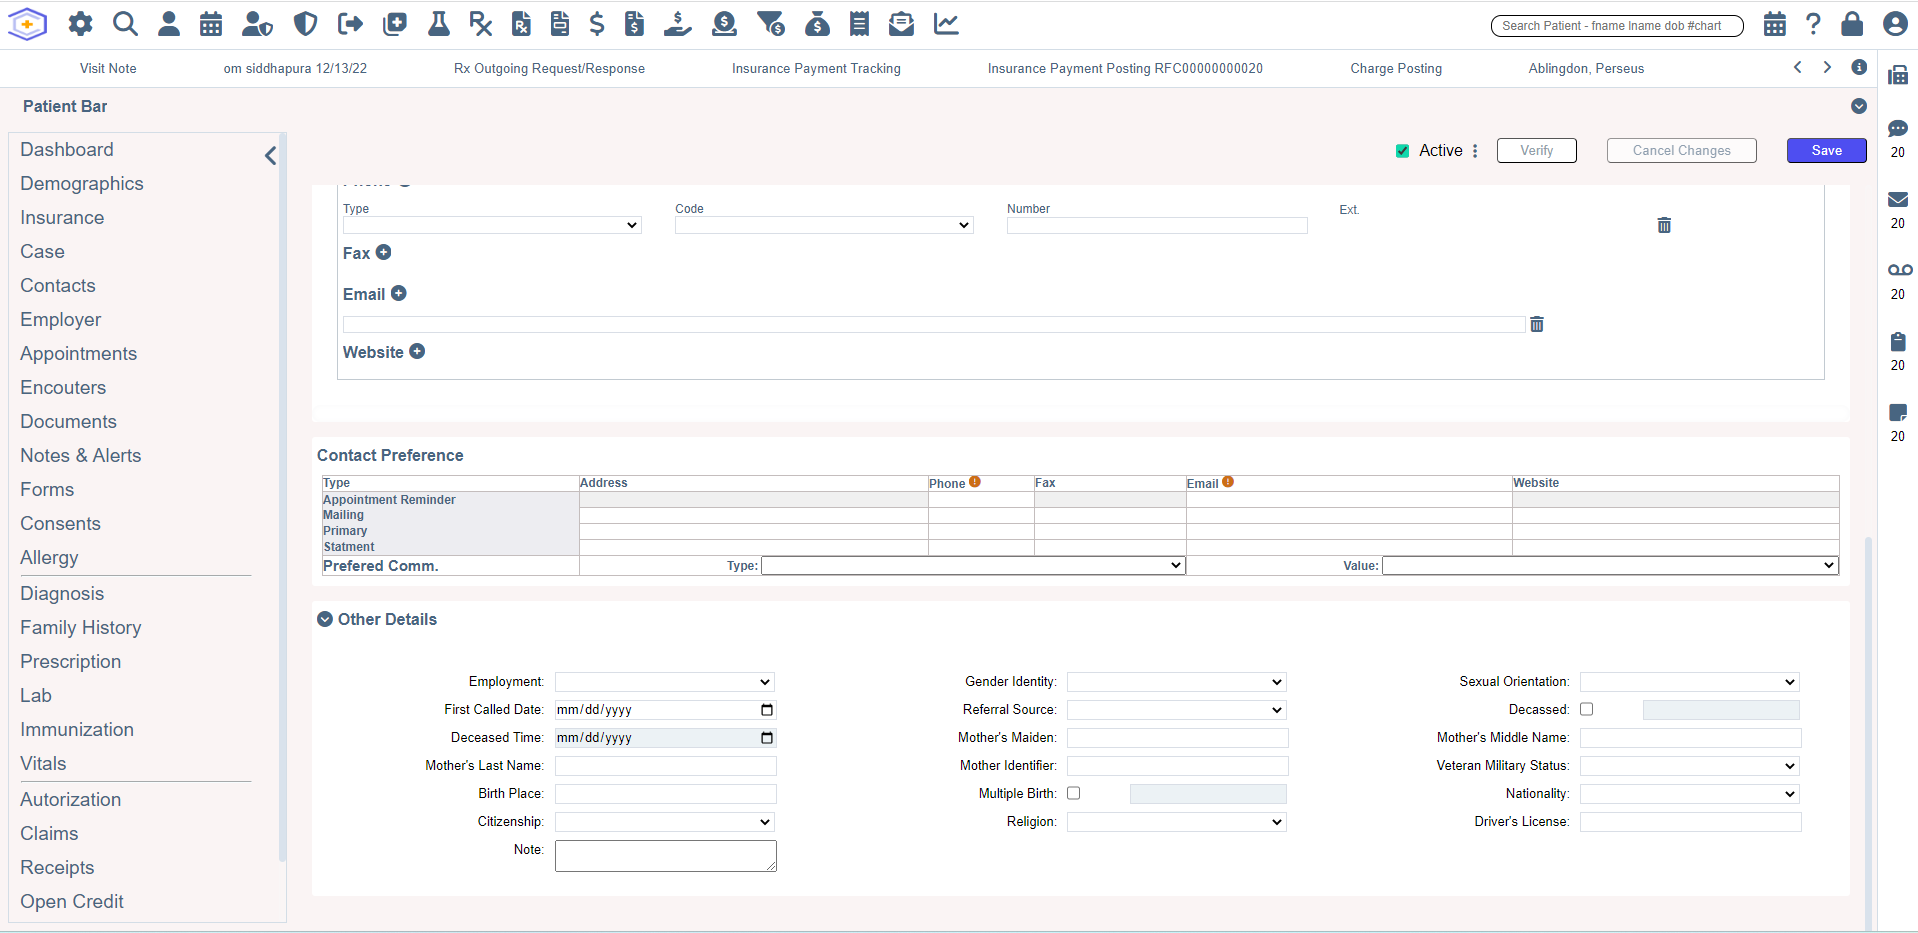 Search Patient - fname lname dob #chart
Visit Note om siddhapura 12/13/22 Rx Outgoing Request/Response Insurance Payment Tracking Insurance Payment Posting RFC00000000020 Charge Posting Ablingdon, Perseus
Patient Bar
Dashboard
Demographics
Insurance
Case
Contacts
Employer
Appointments
Encouters
Documents
Notes & Alerts
Forms
Consents
Allergy
Diagnosis
Family History
Prescription
Lab
Immunization
Vitals
Autorization
Claims
Receipts
Open Credit
Active Verify Cancel Changes Save
Type Code Number Ext.
Fax
Email
Website
Contact Preference
Type Address Phone Fax Email Website
Appointment Reminder
Mailing
Primary
Statment
Prefered Comm. Type: Value:
Other Details
Employment: Gender Identity: Sexual Orientation:
First Called Date: mm/dd/yyyy Referral Source: Decassed:
Deceased Time: mm/dd/yyyy Mother's Maiden: Mother's Middle Name:
Mother's Last Name: Mother Identifier: Veteran Military Status:
Birth Place: Multiple Birth: Nationality:
Citizenship: Religion: Driver's License:
Note:
20
20
20
20
20